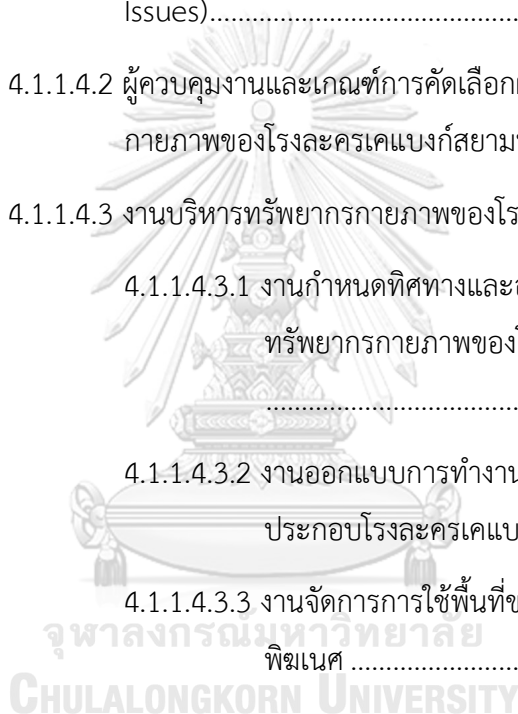 Issues)........................................
4.1.1.4.2 ผู้ควบคุมงานและเกณฑ์การคัดเลือก
กายภาพของโรงละครเคแบงก์สยาม
4.1.1.4.3 งานบริหารทรัพยากรกายภาพของโร
4.1.1.4.3.1 งานกำหนดทิศทางและ
ทรัพยากรกายภาพของ
....................................
4.1.1.4.3.2 งานออกแบบการทำงาน
ประกอบโรงละครเคแบ
4.1.1.4.3.3 งานจัดการการใช้พื้นที่ข
พิฆเนศ ........................
จุฬาลงกรณ์มหาวิทยาลัย
CHULALONGKORN UNIVERSITY